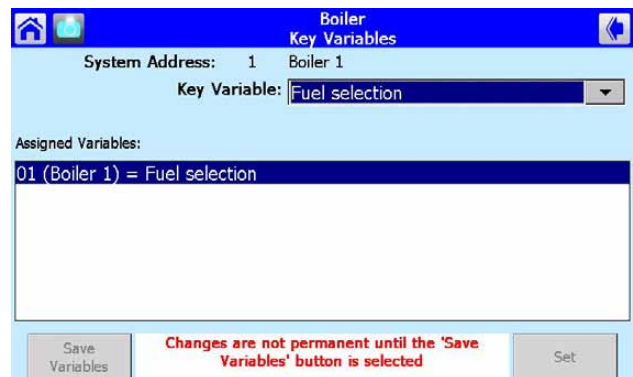 Boiler
Key Variables
System Address: 1 Boiler 1
Key Variable: Fuel selection
Assigned Variables:
01 (Boiler 1) = Fuel selection
Save
Variables
Changes are not permanent until the 'Save
Variables' button is selected
Set